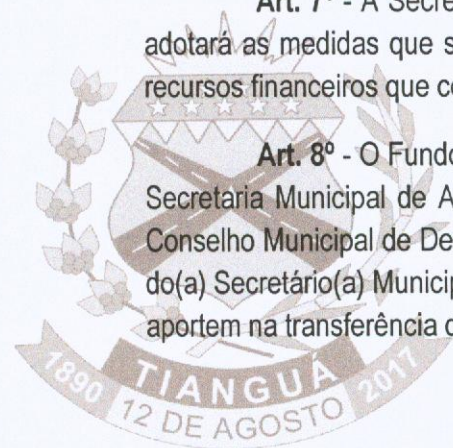 Art. 7º - A Secre
adotará as medidas que s
recursos financeiros que c
Art. 8º - O Fundo
Secretaria Municipal de A
Conselho Municipal de De
do(a) Secretário(a) Municip
aportem na transferência
1890 TIANGUÁ 2017
12 DE AGOSTO